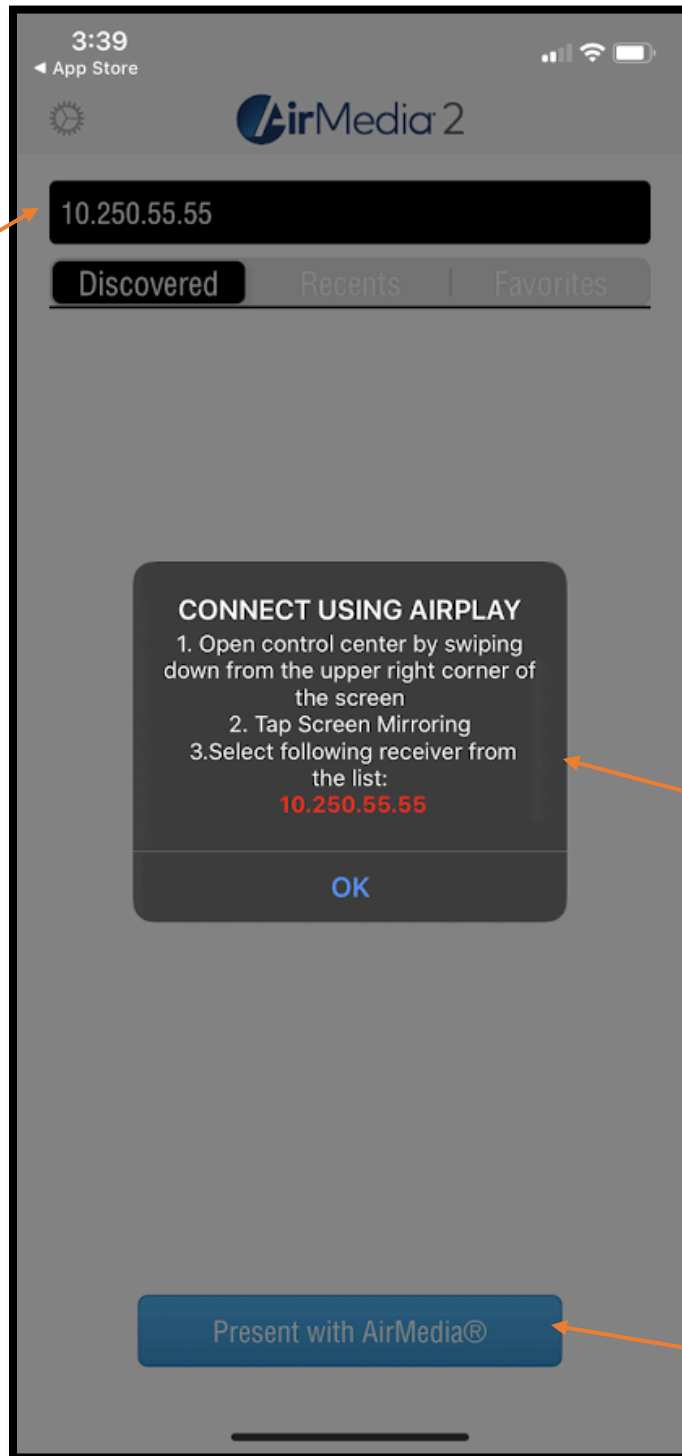 3:39
◄ App Store
AirMedia® 2
10.250.55.55
Discovered Recents | Favorites
CONNECT USING AIRPLAY
1. Open control center by swiping
down from the upper right corner of
the screen
2. Tap Screen Mirroring
3.Select following receiver from
the list:
10.250.55.55
OK
Present with AirMedia®